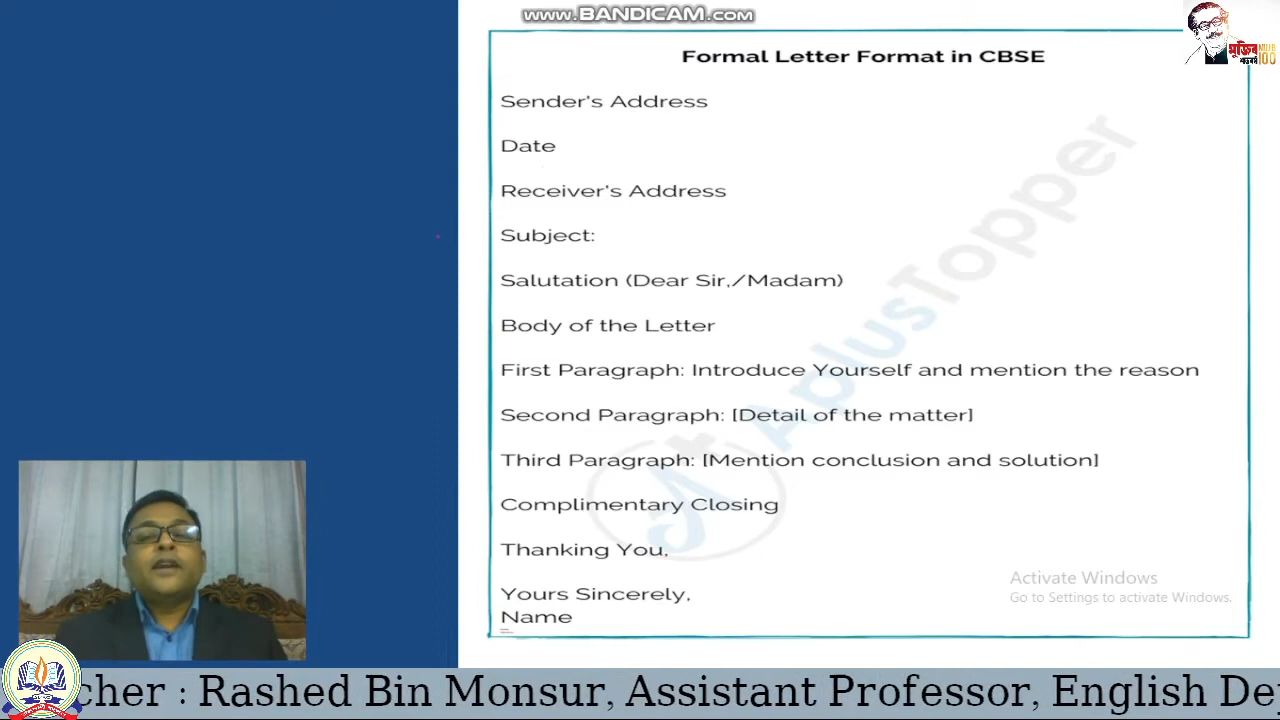 www.BANDICAM.com
মুজিব
শতবর্ষ
100
Formal Letter Format in CBSE
Sender's Address
Date
Receiver's Address
Subject:
Salutation (Dear Sir,/Madam)
Body of the Letter
First Paragraph: Introduce Yourself and mention the reason
Second Paragraph: [Detail of the matter]
Third Paragraph: [Mention conclusion and solution]
Complimentary Closing
Thanking You,
Yours Sincerely,
Name
AplusTopper
Activate Windows
Go to Settings to activate Windows.
cher : Rashed Bin Monsur, Assistant Professor, English De